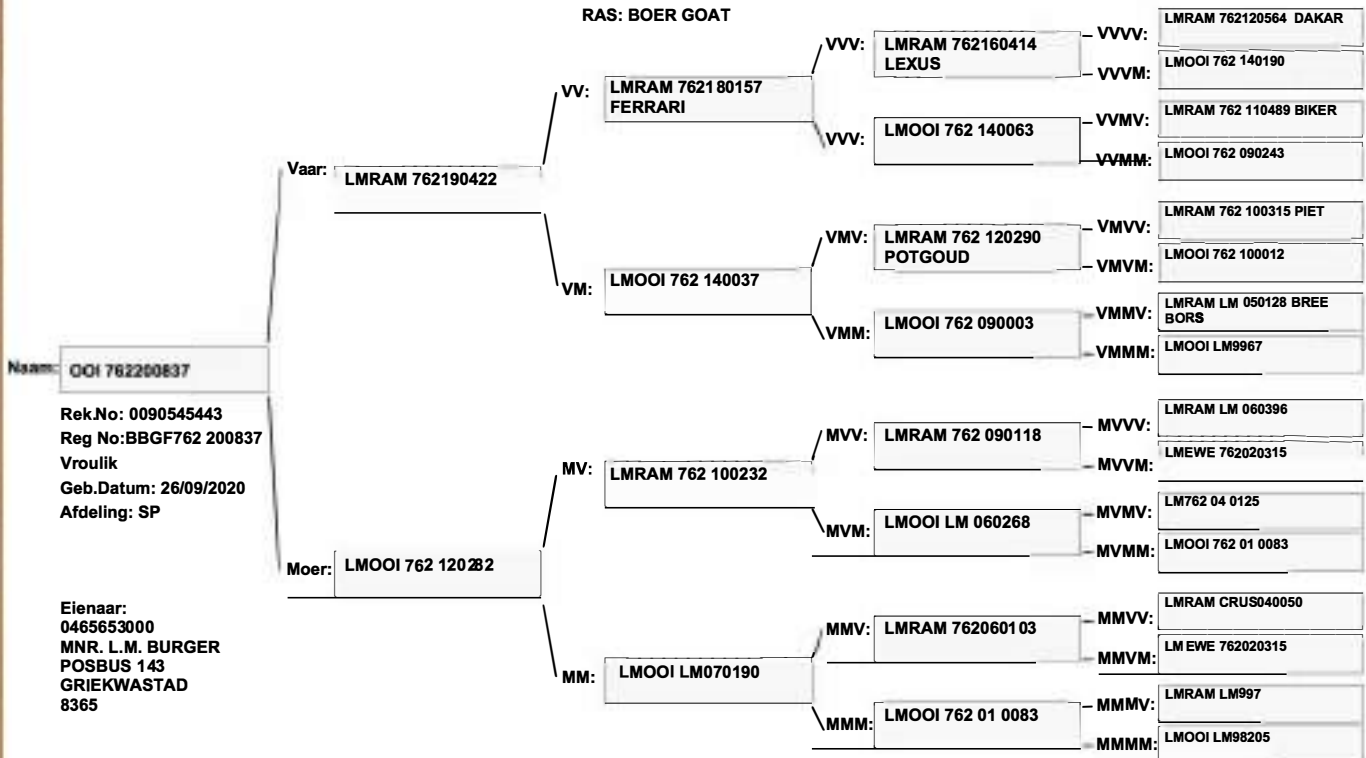 RAS: BOER GOAT
Naam: OOI 762200837
Rek.No: 0090545443
Reg No:BBGF762 200837
Vroulik
Geb.Datum: 26/09/2020
Afdeling: SP
Eienaar:
0465653000
MNR. L.M. BURGER
POSBUS 143
GRIEKWASTAD
8365
Vaar: LMRAM 762190422
Moer: LMOOI 762 120282
VV: LMRAM 762180157
FERRARI
VM: LMOOI 762 140037
MV: LMRAM 762 100232
MM: LMOOI LM070190
VVV: LMRAM 762160414
LEXUS
VVV: LMOOI 762 140063
VMV: LMRAM 762 120290
POTGOUD
VMM: LMOOI 762 090003
MVV: LMRAM 762 090118
MVM: LMOOI LM 060268
MMV: LMRAM 762060103
MMM: LMOOI 762 01 0083
VVVV: LMRAM 762120564 DAKAR
VVVM: LMOOI 762 140190
VVMV: LMRAM 762 110489 BIKER
VVMM: LMOOI 762 090243
VMVV: LMRAM 762 100315 PIET
VMVM: LMOOI 762 100012
VMMV: LMRAM LM 050128 BREE
BORS
VMMM: LMOOI LM9967
MVVV: LMRAM LM 060396
MVVM: LMEWE 762020315
MVMV: LM762 04 0125
MVMM: LMOOI 762 01 0083
MMVV: LMRAM CRUS040050
MMVM: LM EWE 762020315
MMMV: LMRAM LM997
MMMM: LMOOI LM98205